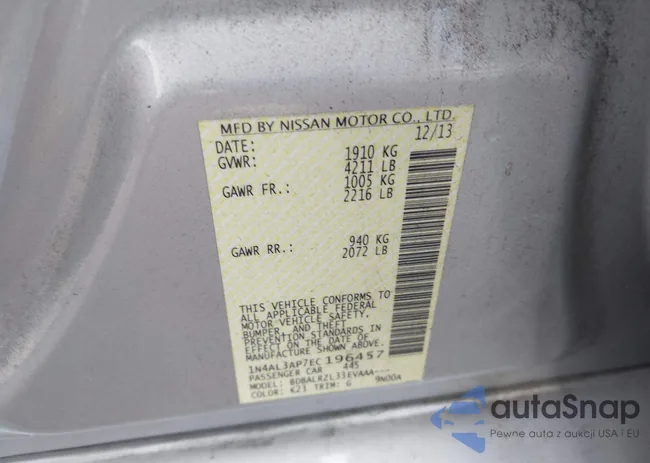 MFD BY NISSAN MOTOR CO., LTD.
DATE: 12/13
GVWR: 1910 KG
4211 LB
GAWR FR.: 1005 KG
2216 LB
GAWR RR.: 940 KG
2072 LB
THIS VEHICLE CONFORMS TO
ALL APPLICABLE FEDERAL
MOTOR VEHICLE SAFETY,
BUMPER, AND THEFT
PREVENTION STANDARDS IN
EFFECT ON THE DATE OF
MANUFACTURE SHOWN ABOVE.
1N4AL3AP7EC196457
PASSENGER CAR 445
MODEL: BDBALRZL33EVAAA---
COLOR: K23 TRIM: G 9N00A
autoSnap
Pewne auta z aukcji USA i EU